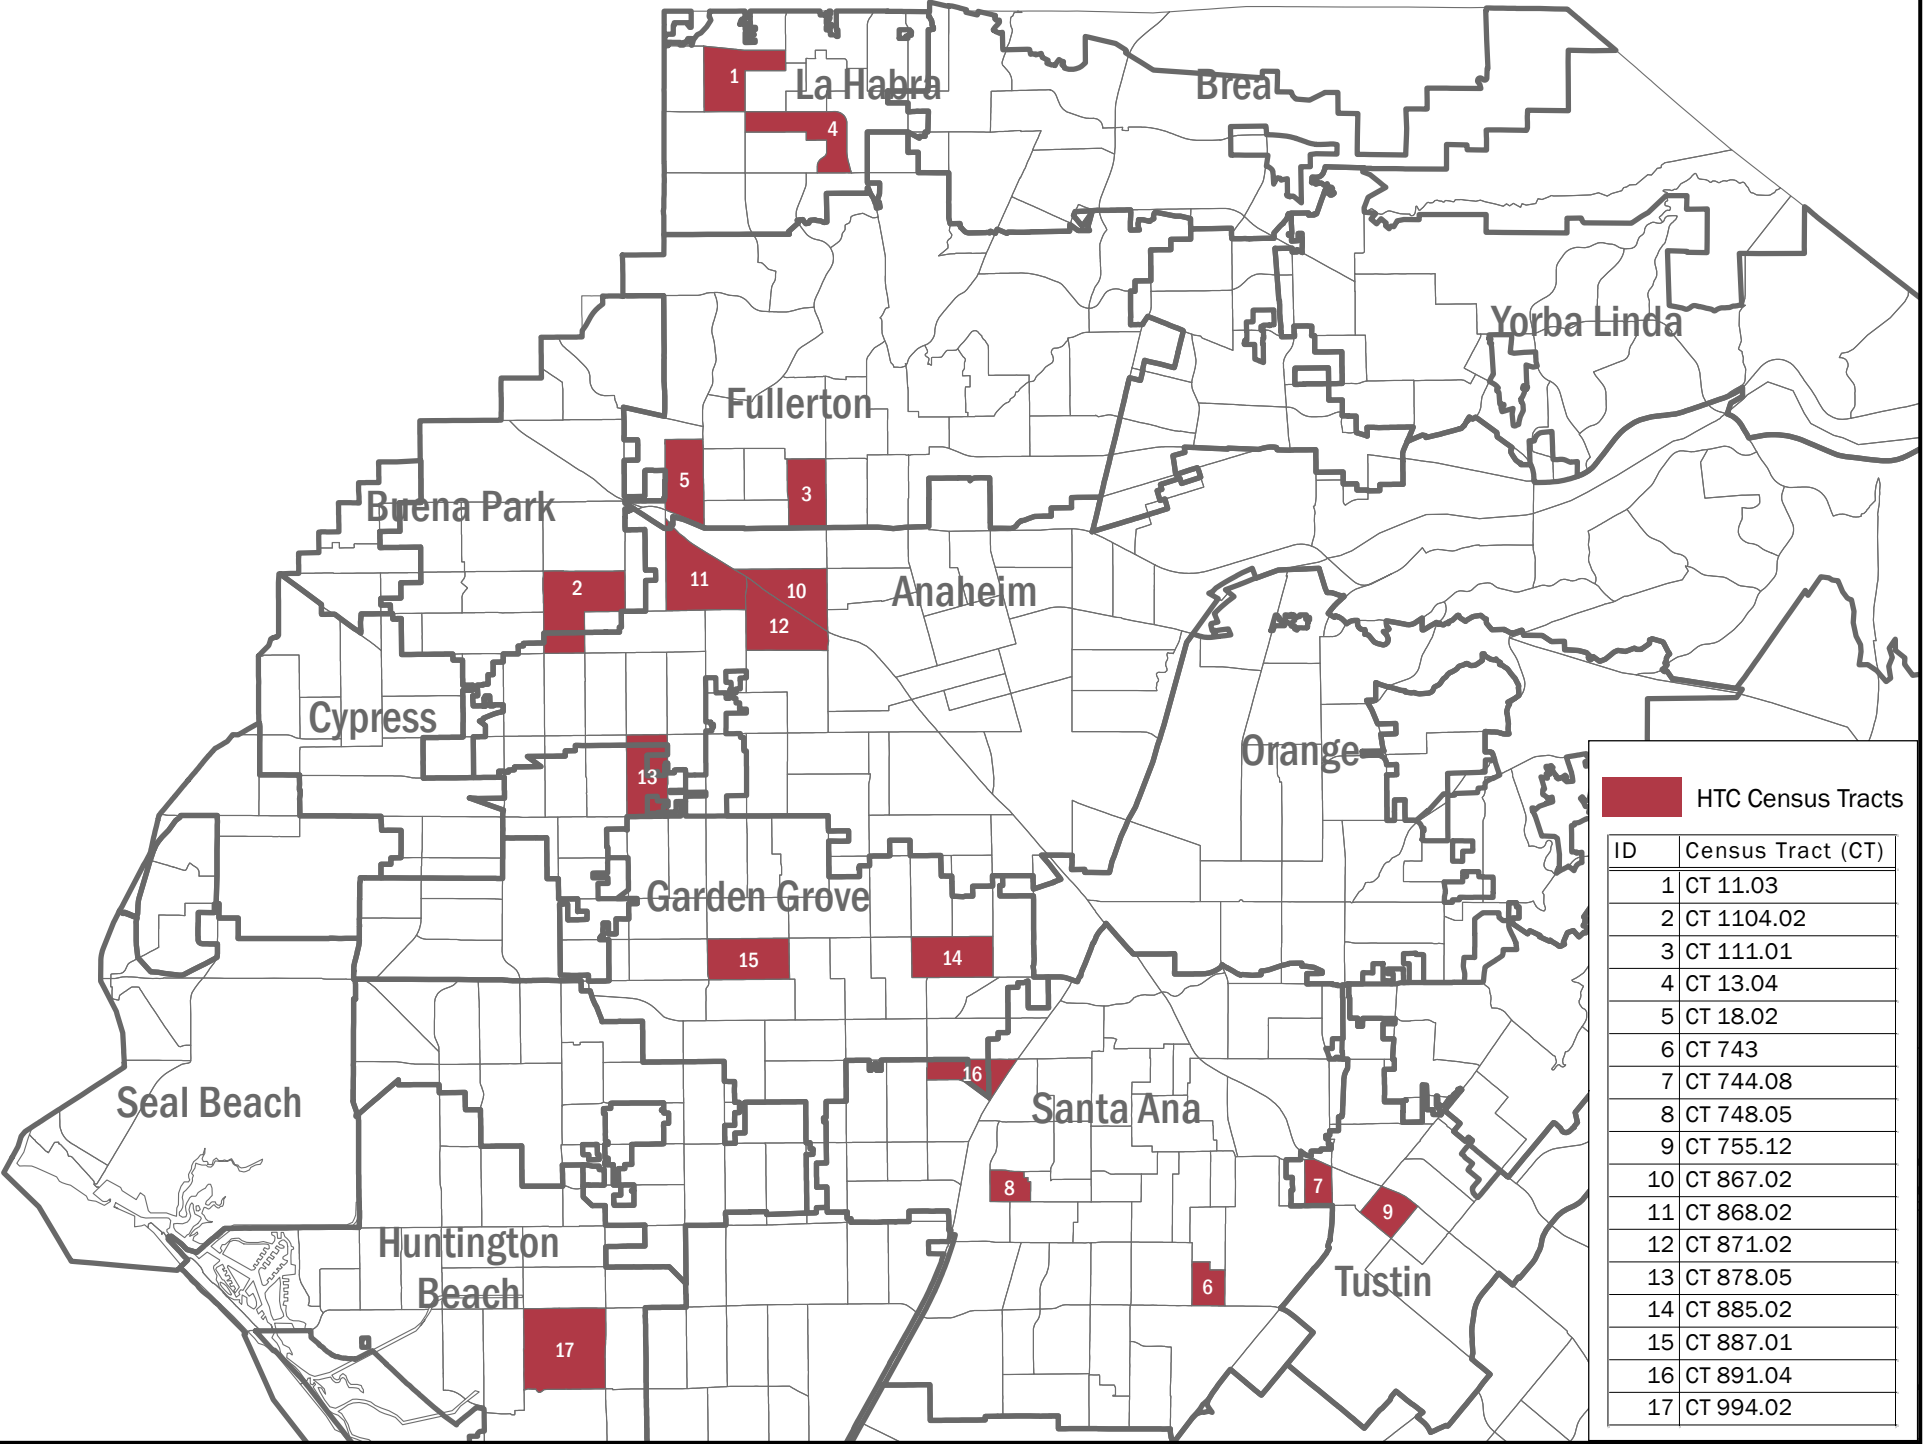 1
La Habra
Brea
4
Yorba Linda
Fullerton
5
3
Buena Park
2
11
10
Anaheim
12
Cypress
13
Orange
Garden Grove
15
14
16
Seal Beach
Santa Ana
8
7
9
Huntington
Beach
6
Tustin
17
HTC Census Tracts
ID Census Tract (CT)
1 CT 11.03
2 CT 1104.02
3 CT 111.01
4 CT 13.04
5 CT 18.02
6 CT 743
7 CT 744.08
8 CT 748.05
9 CT 755.12
10 CT 867.02
11 CT 868.02
12 CT 871.02
13 CT 878.05
14 CT 885.02
15 CT 887.01
16 CT 891.04
17 CT 994.02